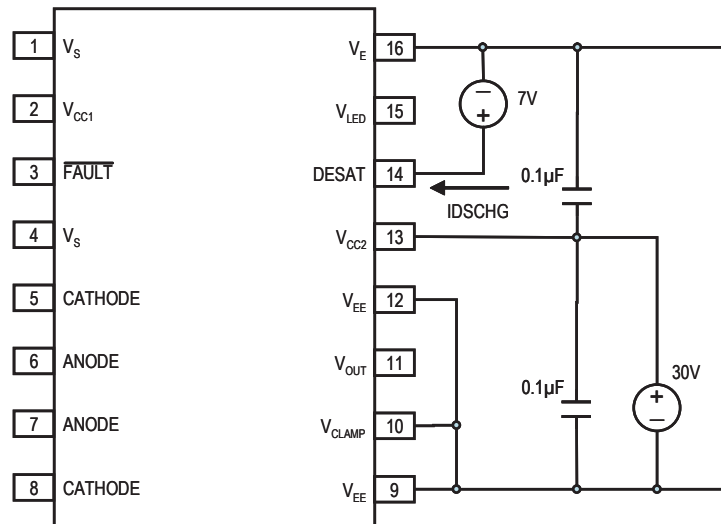 1 V_S
V_E 16
7V
2 V_CC1
V_LED 15
3 FAULT
DESAT 14
IDSCHG
0.1µF
4 V_S
V_CC2 13
5 CATHODE
V_EE 12
6 ANODE
V_OUT 11
0.1µF
30V
7 ANODE
V_CLAMP 10
8 CATHODE
V_EE 9